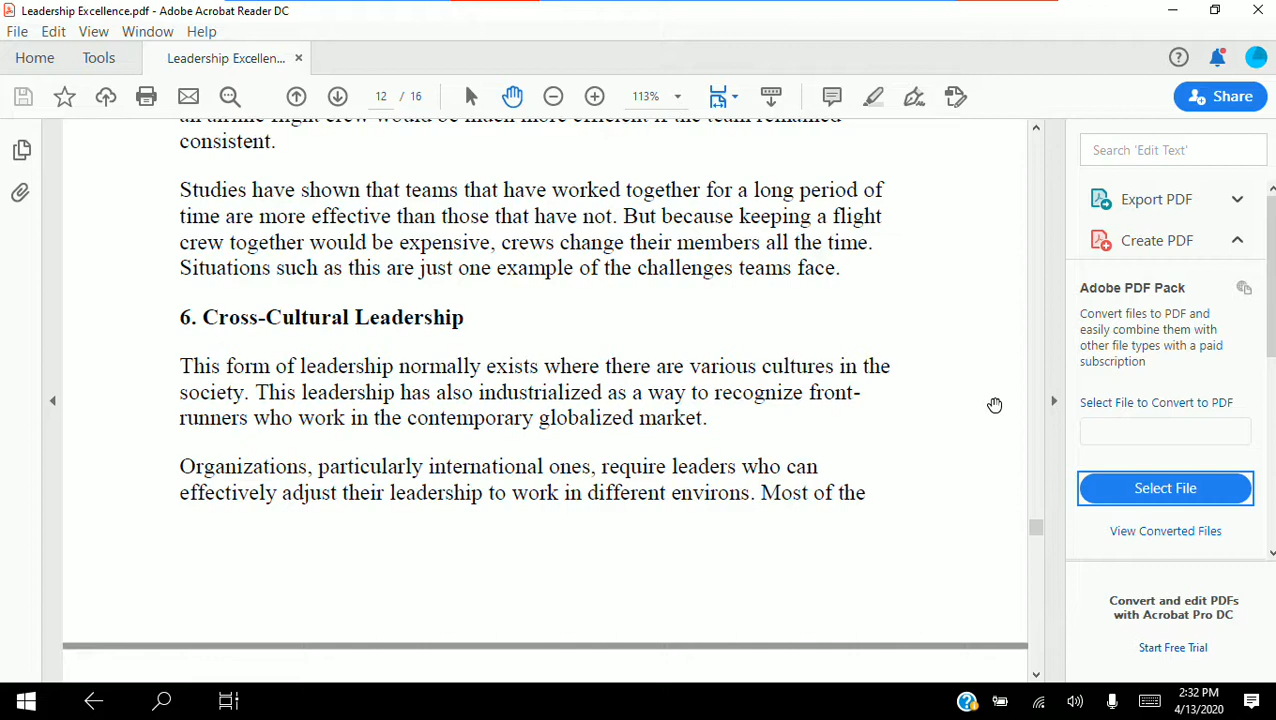 Leadership Excellence.pdf - Adobe Acrobat Reader DC
File Edit View Window Help
Home Tools Leadership Excellen... ×
12 / 16 113% Share
an airline flight crew would be much more efficient if the team remained
consistent.
Studies have shown that teams that have worked together for a long period of
time are more effective than those that have not. But because keeping a flight
crew together would be expensive, crews change their members all the time.
Situations such as this are just one example of the challenges teams face.
6. Cross-Cultural Leadership
This form of leadership normally exists where there are various cultures in the
society. This leadership has also industrialized as a way to recognize front-
runners who work in the contemporary globalized market.
Organizations, particularly international ones, require leaders who can
effectively adjust their leadership to work in different environs. Most of the
Search 'Edit Text'
Export PDF
Create PDF
Adobe PDF Pack
Convert files to PDF and
easily combine them with
other file types with a paid
subscription
Select File to Convert to PDF
Select File
View Converted Files
Convert and edit PDFs
with Acrobat Pro DC
Start Free Trial
2:32 PM
4/13/2020